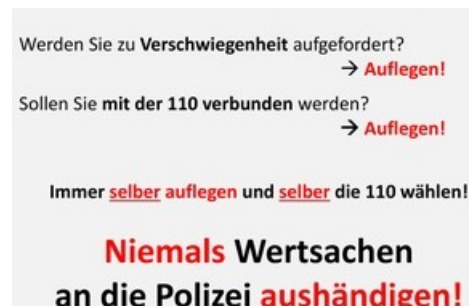 Werden Sie zu Verschwiegenheit aufgefordert?
→ Auflegen!
Sollen Sie mit der 110 verbunden werden?
→ Auflegen!
Immer selber auflegen und selber die 110 wählen!
Niemals Wertsachen
an die Polizei aushändigen!